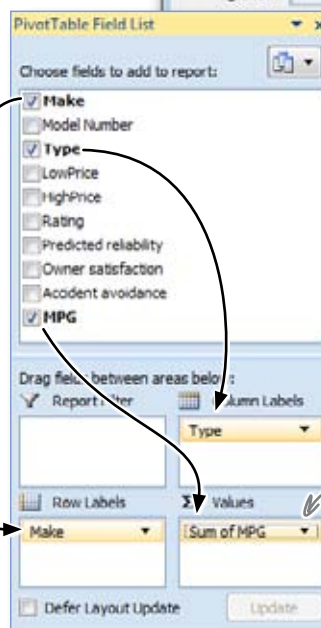 PivotTable Field List
Choose fields to add to report:
Make
Model Number
Type
LowPrice
HighPrice
Rating
Predicted reliability
Owner satisfaction
Accident avoidance
MPG
Drag fields between areas below:
Report Filter
Column Labels
Type
Row Labels
Σ Values
Make
Sum of MPG
Defer Layout Update
Update